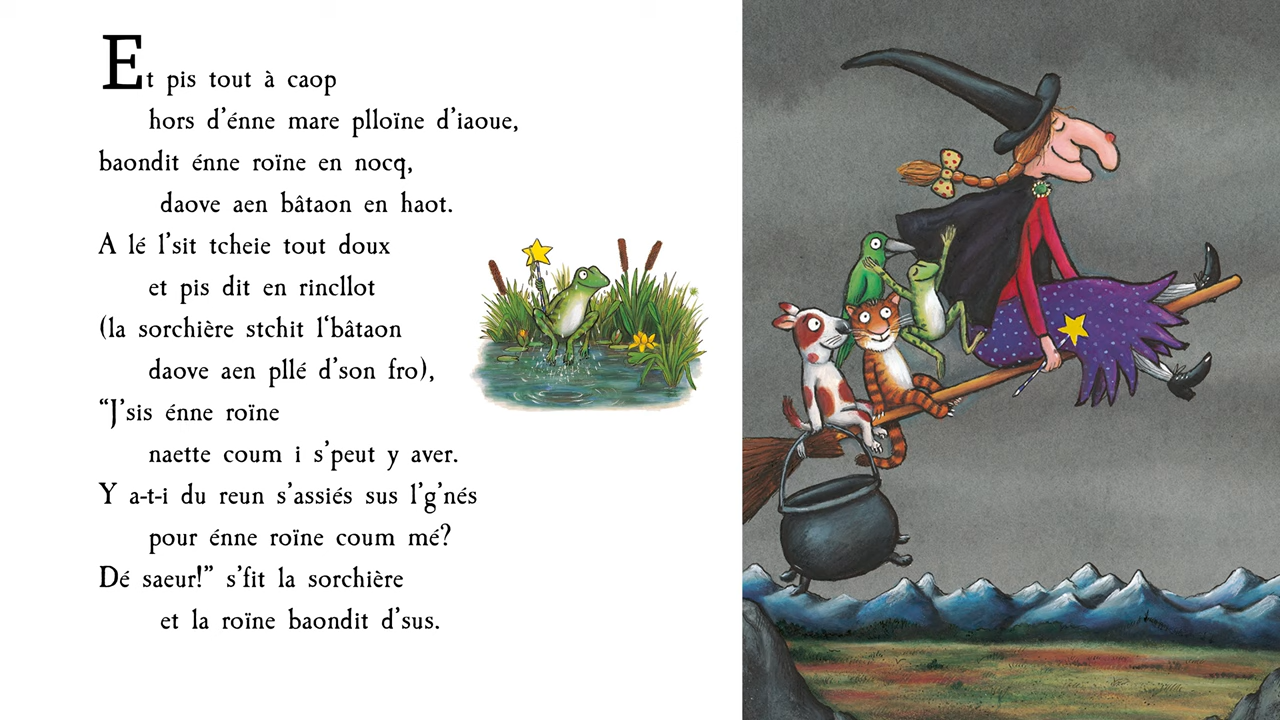 Et pis tout à caop
hors d’énne mare plloïne d’iaoue,
baondit énne roïne en nocq,
daove aen bâtaon en haot.
A lé l’sit tcheie tout doux
et pis dit en rincllot
(la sorchière stchit l‘bâtaon
daove aen pllé d’son fro),
“J’sis énne roïne
naette coum i s’peut y aver.
Y a-t-i du reun s’assiés sus l’g’nés
pour énne roïne coum mé?
Dé saeur!” s’fit la sorchière
et la roïne baondit d’sus.